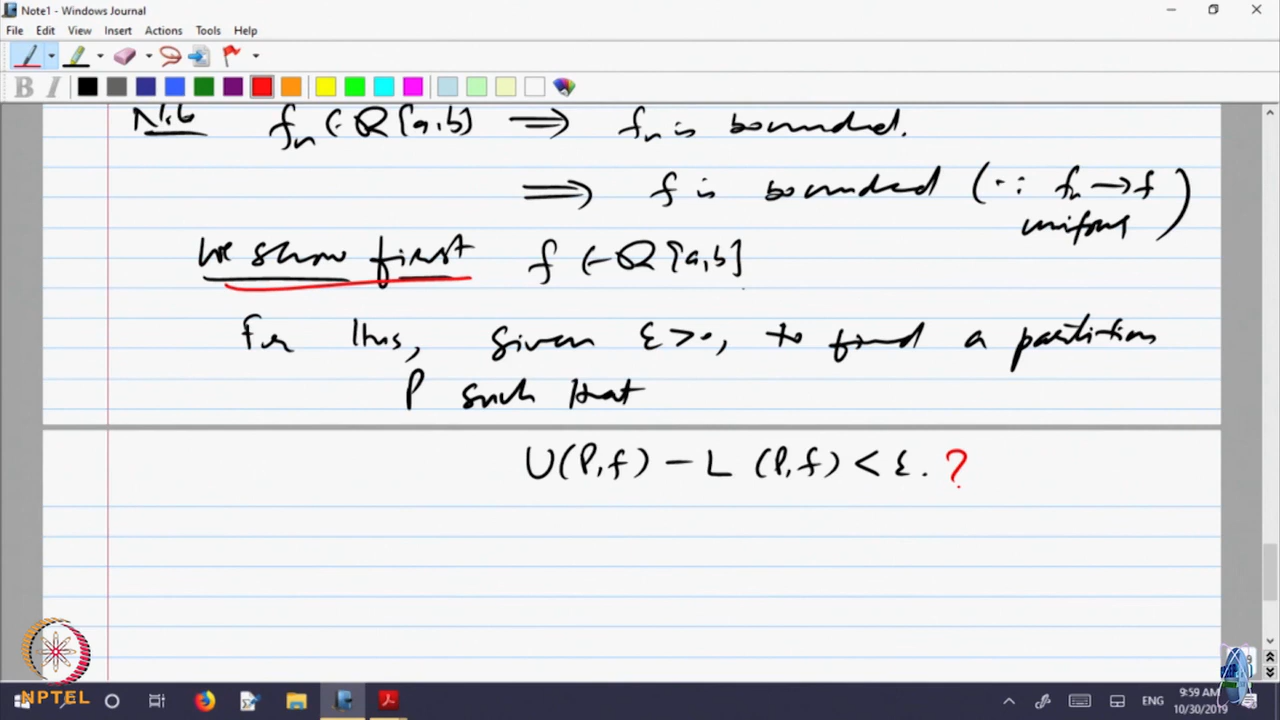 Note1 - Windows Journal
File Edit View Insert Actions Tools Help
B I
N.b fn ∈ R [a,b] ⟹ fn is bounded.
⟹ f is bounded (∵ fn → f
uniform )
We show first f ∈ R [a,b]
For this, given ε > 0, to find a partition
P such that
U(P,f) - L (P,f) < ε. ?
NPTEL
ENG
9:59 AM
10/30/2019